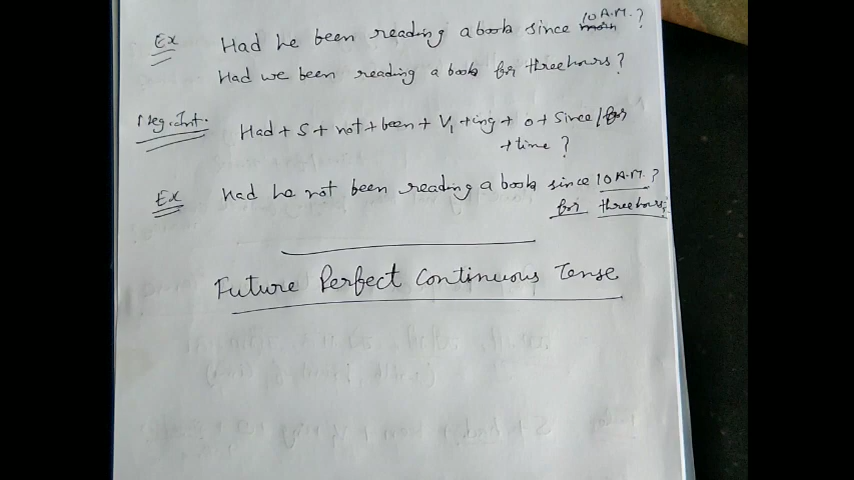 Ex Had he been reading a book since 10 A.M. ?
Had we been reading a book for three hours ?
Neg. Int. Had + S + not + been + V1 + ing + o + Since / for
+ time ?
Ex Had he not been reading a book since 10 A.M. ?
for three hours ?
Future Perfect Continuous Tense